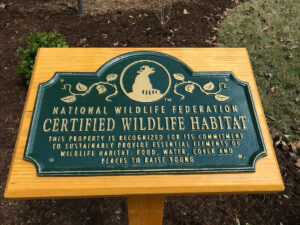 TM
NATIONAL WILDLIFE FEDERATION
CERTIFIED WILDLIFE HABITAT
THIS PROPERTY IS RECOGNIZED FOR ITS COMMITMENT
TO SUSTAINABLY PROVIDE ESSENTIAL ELEMENTS OF
WILDLIFE HABITAT. FOOD, WATER, COVER AND
PLACES TO RAISE YOUNG